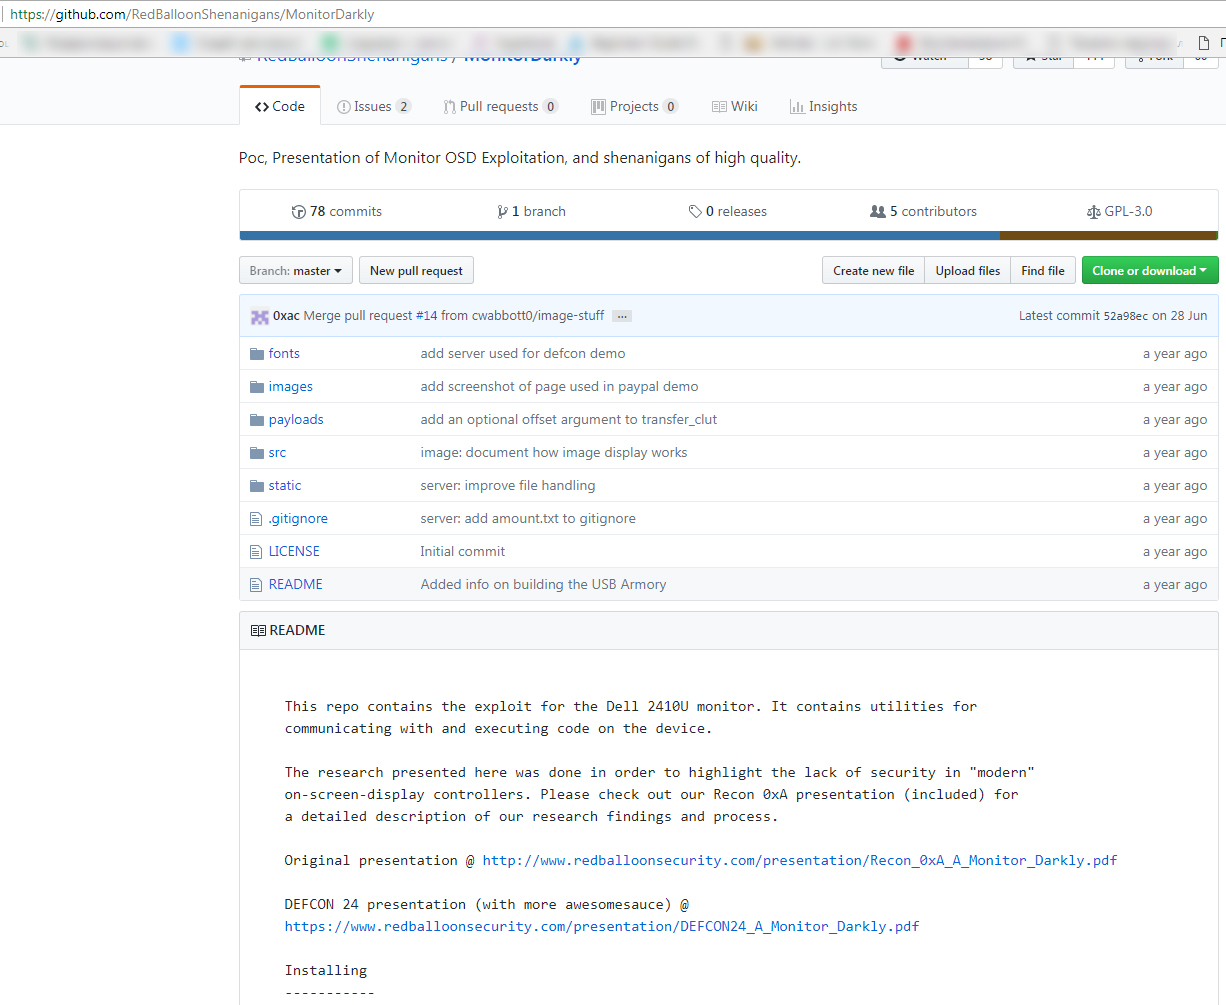 https://github.com/RedBalloonShenanigans/MonitorDarkly
RedBalloonShenanigans / MonitorDarkly
Watch Star Fork
Code Issues 2 Pull requests 0 Projects 0 Wiki Insights
Poc, Presentation of Monitor OSD Exploitation, and shenanigans of high quality.
78 commits 1 branch 0 releases 5 contributors GPL-3.0
Branch: master New pull request Create new file Upload files Find file Clone or download
0xac Merge pull request #14 from cwabbott0/image-stuff ... Latest commit 52a98ec on 28 Jun
fonts add server used for defcon demo a year ago
images add screenshot of page used in paypal demo a year ago
payloads add an optional offset argument to transfer_clut a year ago
src image: document how image display works a year ago
static server: improve file handling a year ago
.gitignore server: add amount.txt to gitignore a year ago
LICENSE Initial commit a year ago
README Added info on building the USB Armory a year ago
README
This repo contains the exploit for the Dell 2410U monitor. It contains utilities for
communicating with and executing code on the device.
The research presented here was done in order to highlight the lack of security in "modern"
on-screen-display controllers. Please check out our Recon 0xA presentation (included) for
a detailed description of our research findings and process.
Original presentation @ http://www.redballoonsecurity.com/presentation/Recon_0xA_A_Monitor_Darkly.pdf
DEFCON 24 presentation (with more awesomesauce) @
https://www.redballoonsecurity.com/presentation/DEFCON24_A_Monitor_Darkly.pdf
Installing
-----------